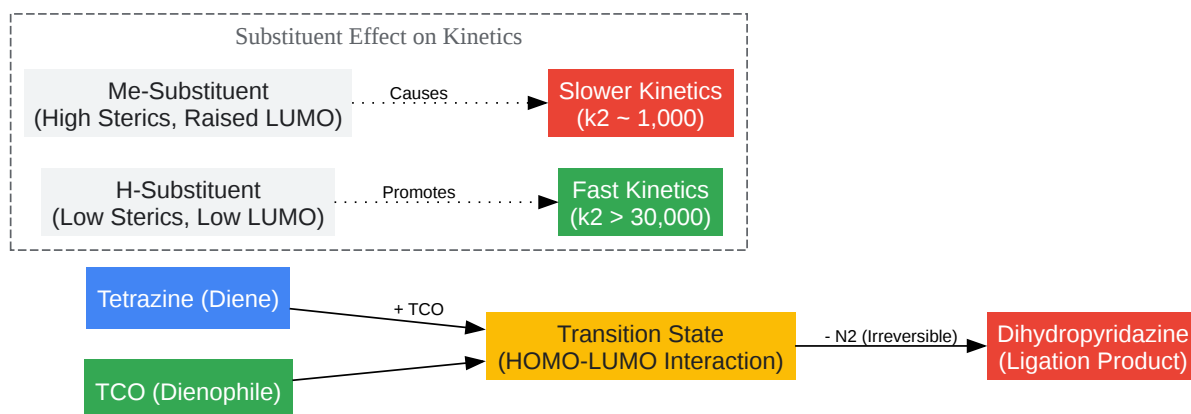 Substituent Effect on Kinetics
Me-Substituent
(High Sterics, Raised LUMO)
Causes
Slower Kinetics
(k2 ~ 1,000)
H-Substituent
(Low Sterics, Low LUMO)
Promotes
Fast Kinetics
(k2 > 30,000)
Tetrazine (Diene)
+ TCO
TCO (Dienophile)
Transition State
(HOMO-LUMO Interaction)
- N2 (Irreversible)
Dihydropyridazine
(Ligation Product)